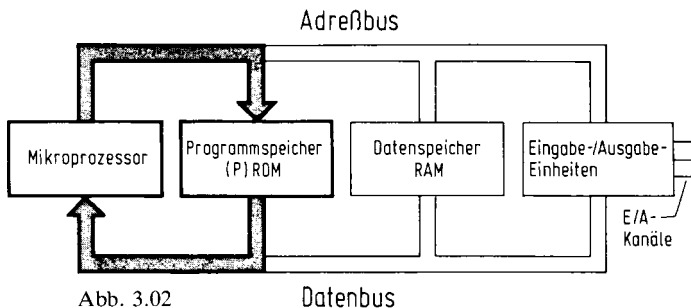 Adreßbus
Mikroprozessor
Programmspeicher
(P)ROM
Datenspeicher
RAM
Eingabe-/Ausgabe-
Einheiten
E/A-
Kanäle
Abb. 3.02
Datenbus